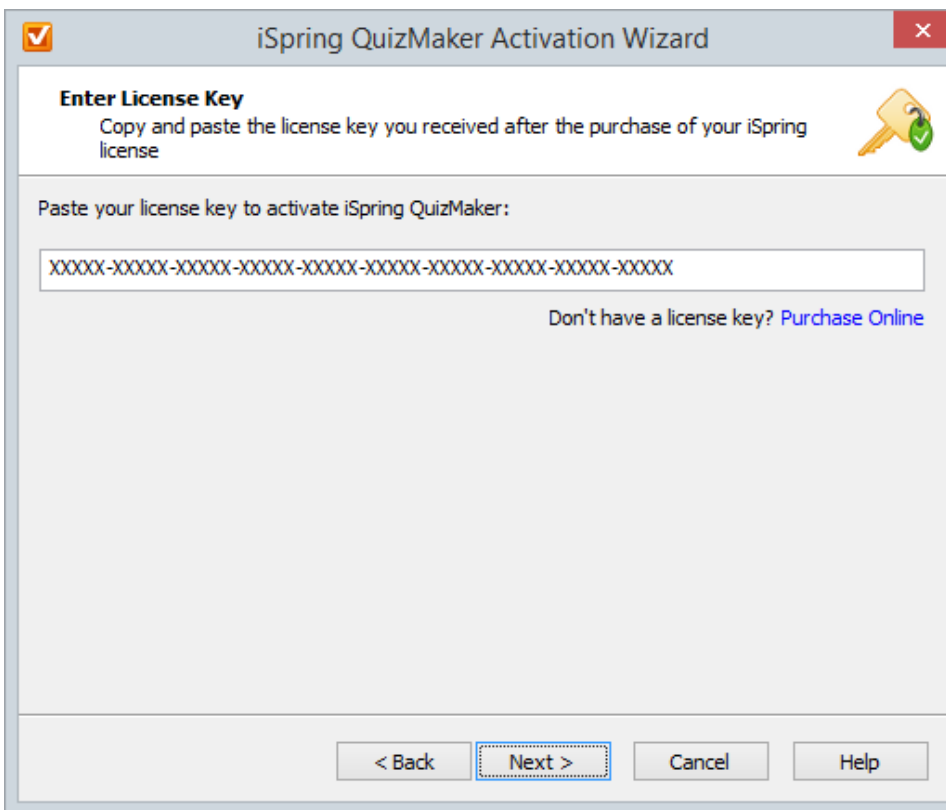 iSpring QuizMaker Activation Wizard
Enter License Key
Copy and paste the license key you received after the purchase of your iSpring
license
Paste your license key to activate iSpring QuizMaker:
XXXXX-XXXXX-XXXXX-XXXXX-XXXXX-XXXXX-XXXXX-XXXXX-XXXXX-XXXXX
Don't have a license key? Purchase Online
< Back Next > Cancel Help